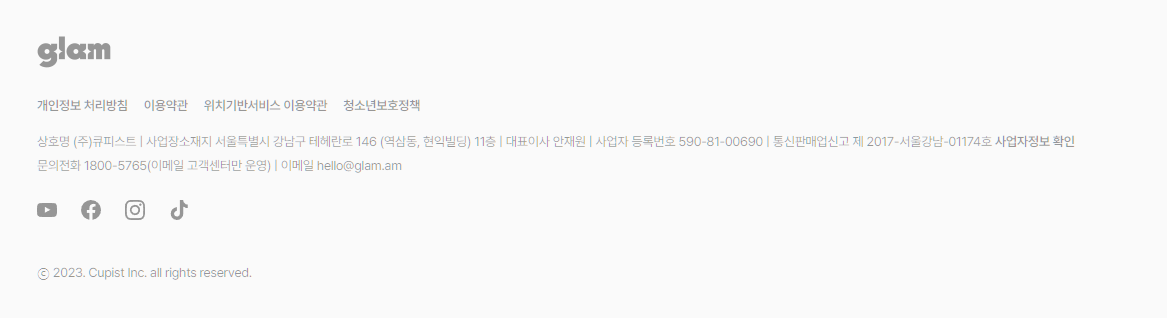 glam
개인정보 처리방침 이용약관 위치기반서비스 이용약관 청소년보호정책
상호명 (주)큐피스트 | 사업장소재지 서울특별시 강남구 테헤란로 146 (역삼동, 현익빌딩) 11층 | 대표이사 안재원 | 사업자 등록번호 590-81-00690 | 통신판매업신고 제 2017-서울강남-01174호 사업자정보 확인
문의전화 1800-5765(이메일 고객센터만 운영) | 이메일 hello@glam.am
ⓒ 2023. Cupist Inc. all rights reserved.